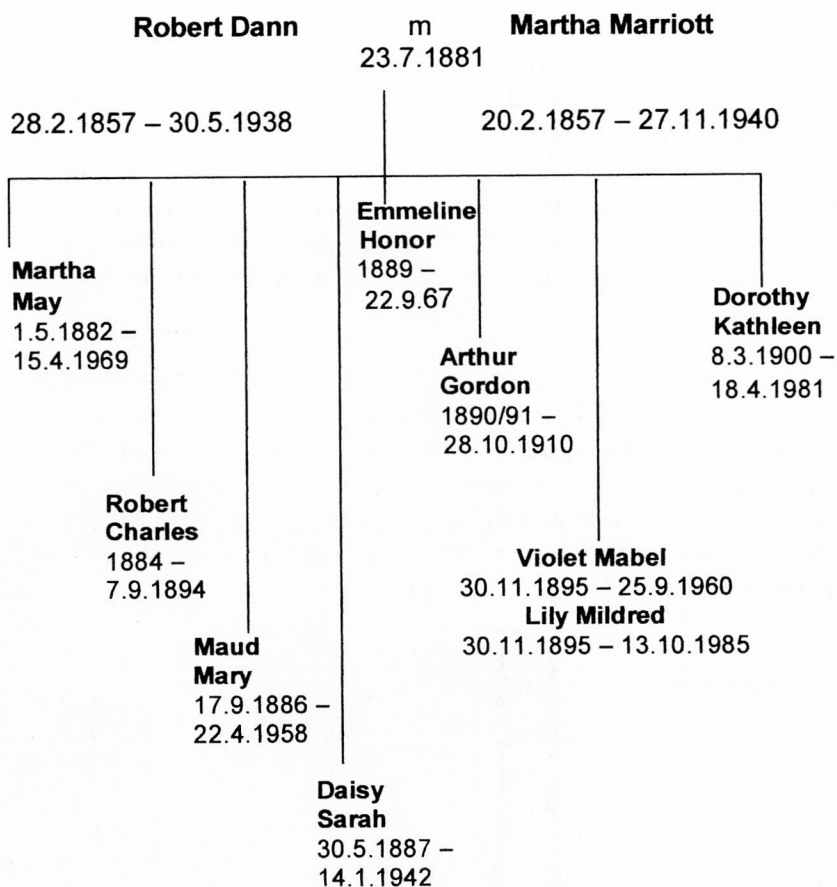 Robert Dann m Martha Marriott
23.7.1881
28.2.1857 – 30.5.1938 20.2.1857 – 27.11.1940
Martha
May
1.5.1882 –
15.4.1969
Robert
Charles
1884 –
7.9.1894
Maud
Mary
17.9.1886 –
22.4.1958
Daisy
Sarah
30.5.1887 –
14.1.1942
Emmeline
Honor
1889 –
22.9.67
Arthur
Gordon
1890/91 –
28.10.1910
Violet Mabel
30.11.1895 – 25.9.1960
Lily Mildred
30.11.1895 – 13.10.1985
Dorothy
Kathleen
8.3.1900 –
18.4.1981